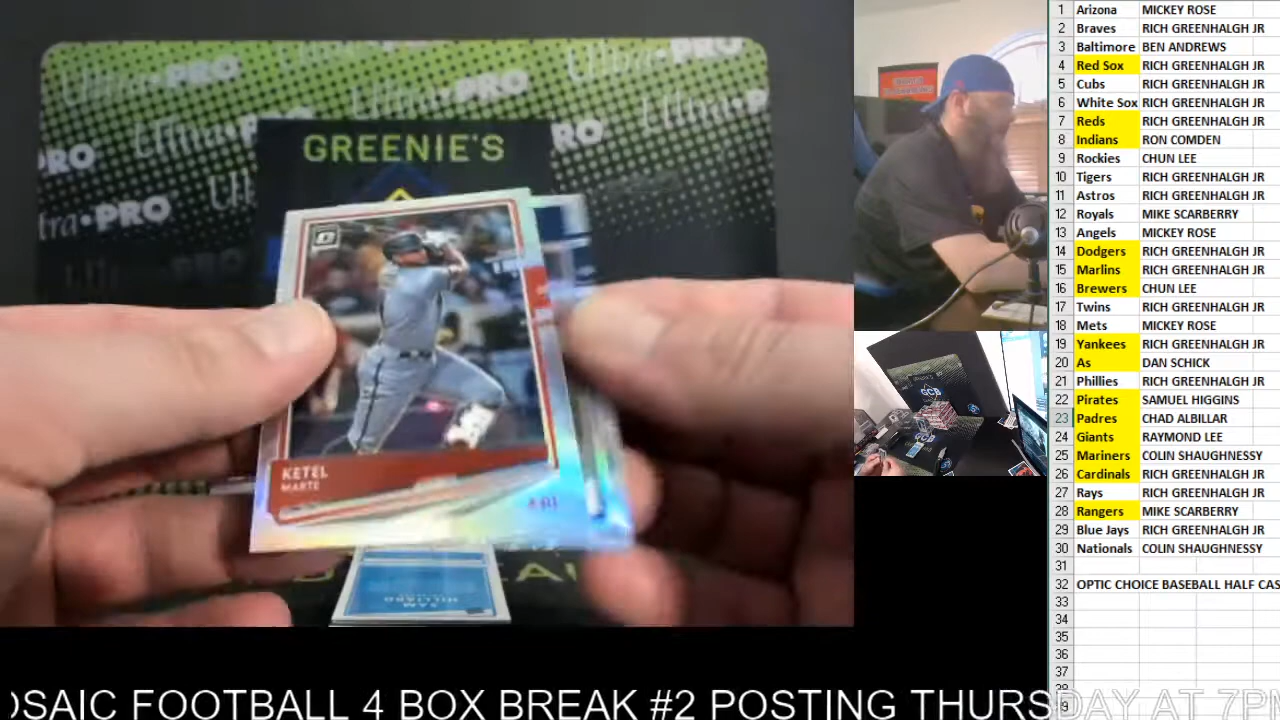 Ultra·PRO
GREENIE'S
KETEL
MARTE
SAM
HILLIARD
1 Arizona MICKEY ROSE
2 Braves RICH GREENHALGH JR
3 Baltimore BEN ANDREWS
4 Red Sox RICH GREENHALGH JR
5 Cubs RICH GREENHALGH JR
6 White Sox RICH GREENHALGH JR
7 Reds RICH GREENHALGH JR
8 Indians RON COMDEN
9 Rockies CHUN LEE
10 Tigers RICH GREENHALGH JR
11 Astros RICH GREENHALGH JR
12 Royals MIKE SCARBERRY
13 Angels MICKEY ROSE
14 Dodgers RICH GREENHALGH JR
15 Marlins RICH GREENHALGH JR
16 Brewers CHUN LEE
17 Twins RICH GREENHALGH JR
18 Mets MICKEY ROSE
19 Yankees RICH GREENHALGH JR
20 As DAN SCHICK
21 Phillies RICH GREENHALGH JR
22 Pirates SAMUEL HIGGINS
23 Padres CHAD ALBILLAR
24 Giants RAYMOND LEE
25 Mariners COLIN SHAUGHNESSY
26 Cardinals RICH GREENHALGH JR
27 Rays RICH GREENHALGH JR
28 Rangers MIKE SCARBERRY
29 Blue Jays RICH GREENHALGH JR
30 Nationals COLIN SHAUGHNESSY
31
32 OPTIC CHOICE BASEBALL HALF CAS
33
34
35
36
37
OSAIC FOOTBALL 4 BOX BREAK #2 POSTING THURSDAY AT 7PM